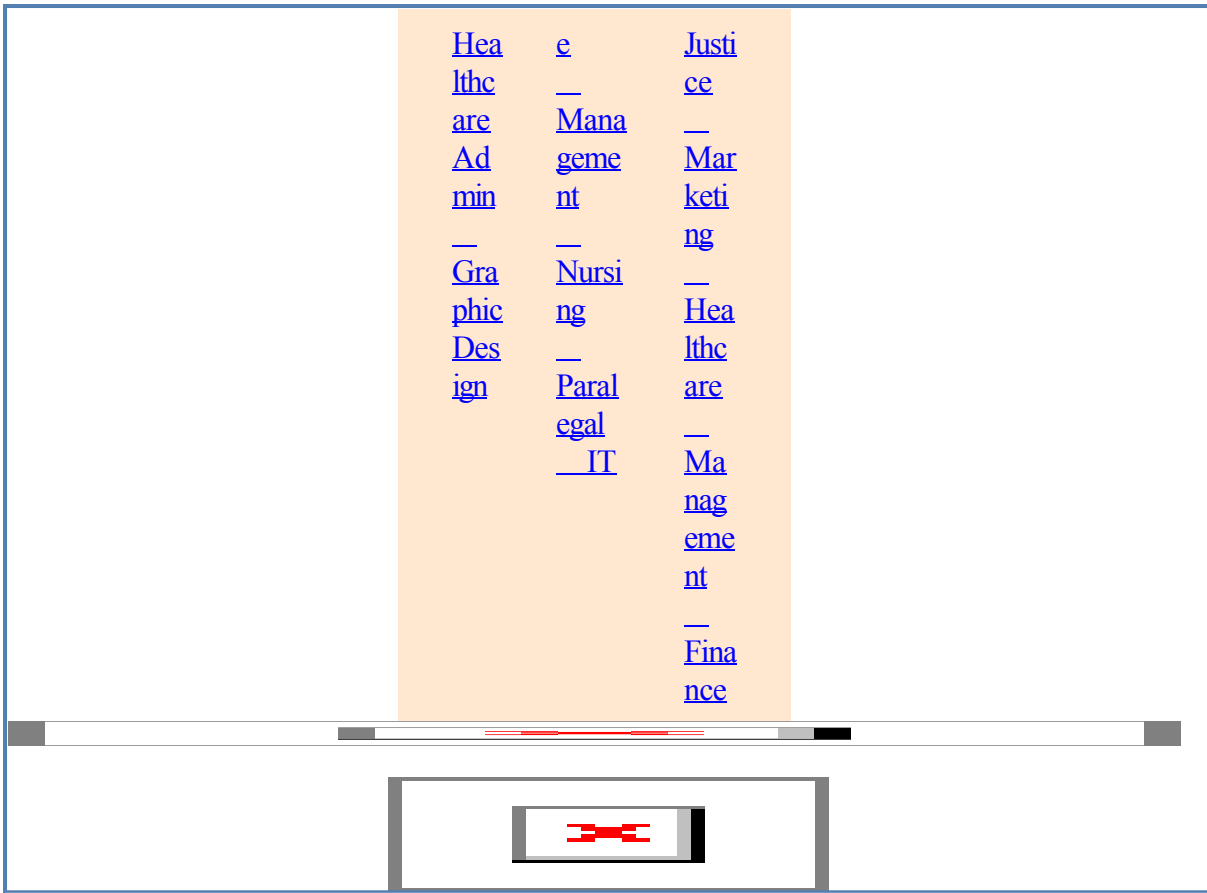 Hea
lthc
are
Ad
min
Gra
phic
Des
ign
e
Mana
geme
nt
Nursi
ng
Paral
egal
IT
Justi
ce
Mar
keti
ng
Hea
lthc
are
Ma
nag
eme
nt
Fina
nce